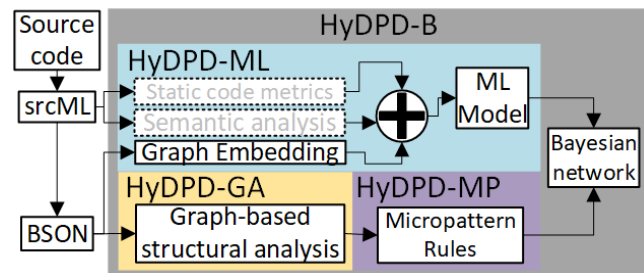 Source
code
HyDPD-B
HyDPD-ML
srcML
Static code metrics
Semantic analysis
Graph Embedding
ML
Model
Bayesian
network
HyDPD-GA
HyDPD-MP
BSON
Graph-based
structural analysis
Micropattern
Rules